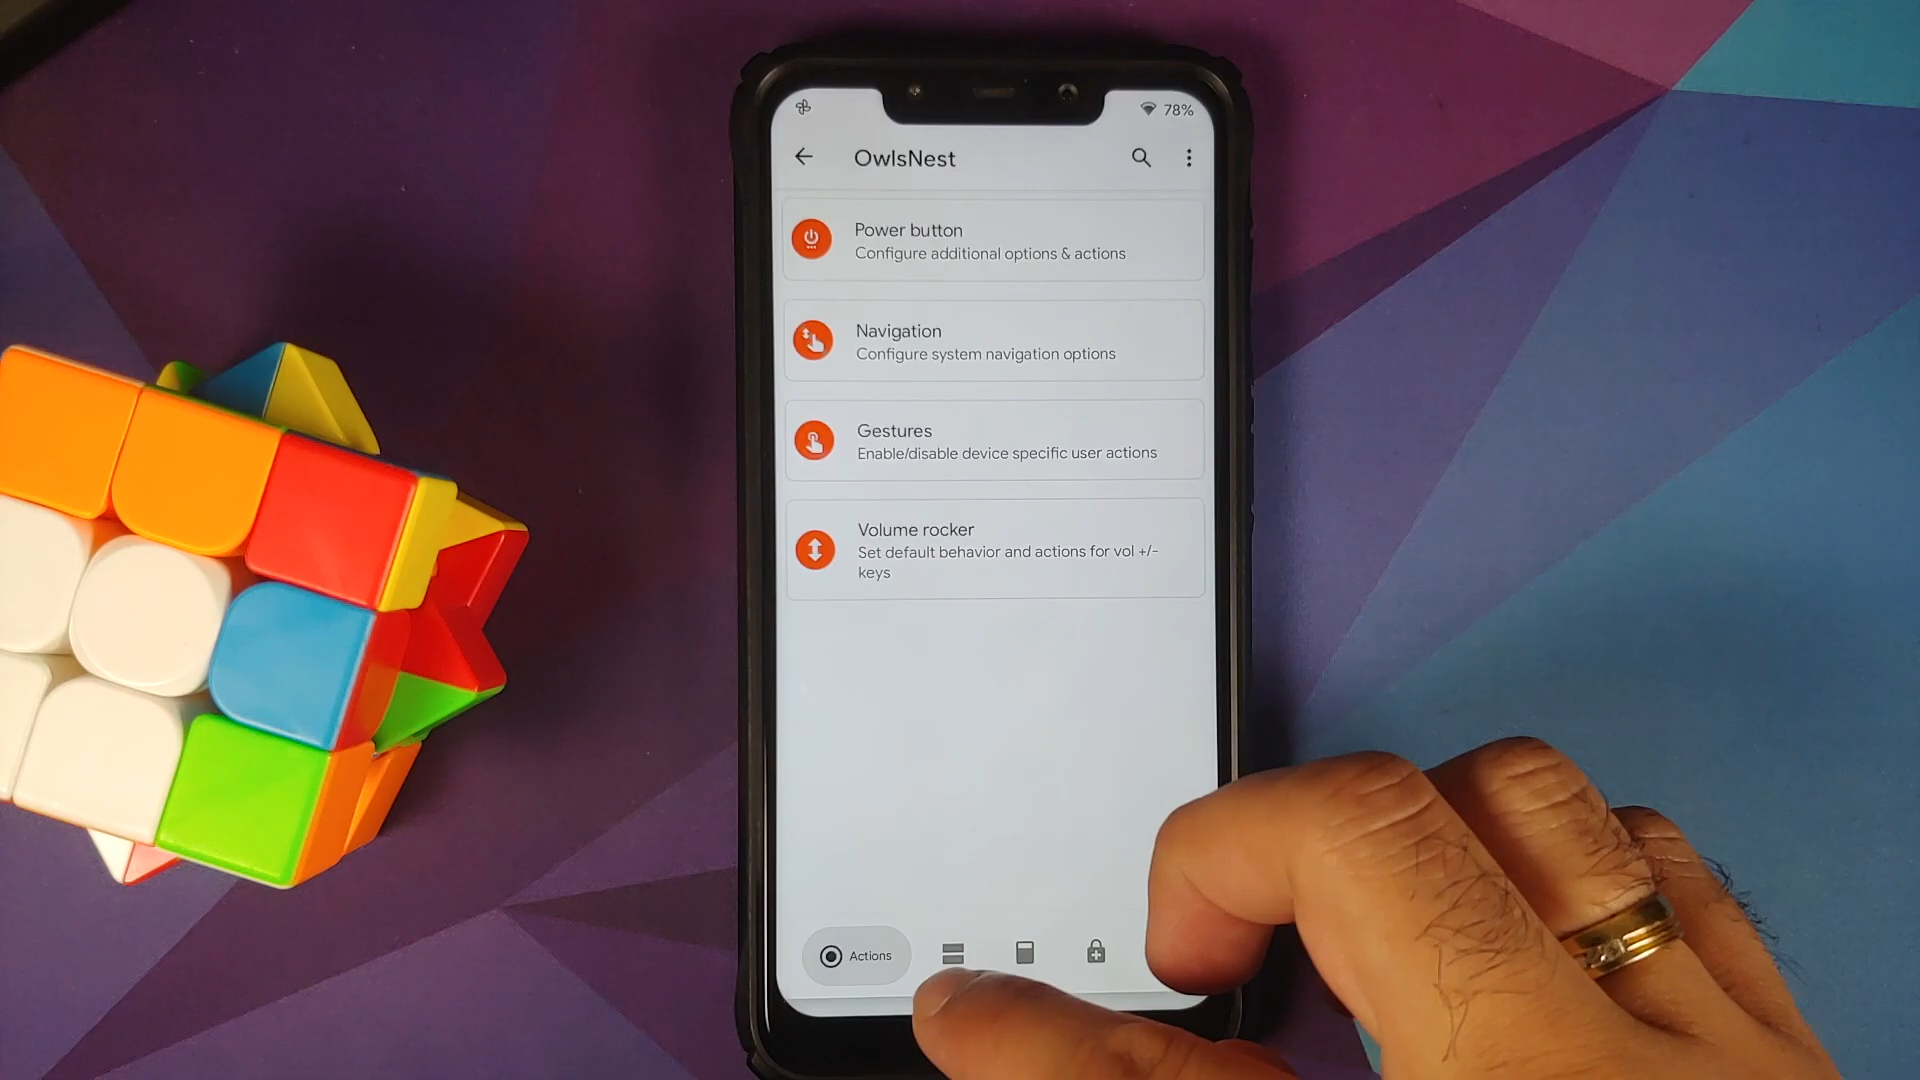 78%
OwlsNest
Power button
Configure additional options & actions
Navigation
Configure system navigation options
Gestures
Enable/disable device specific user actions
Volume rocker
Set default behavior and actions for vol +/-
keys
Actions